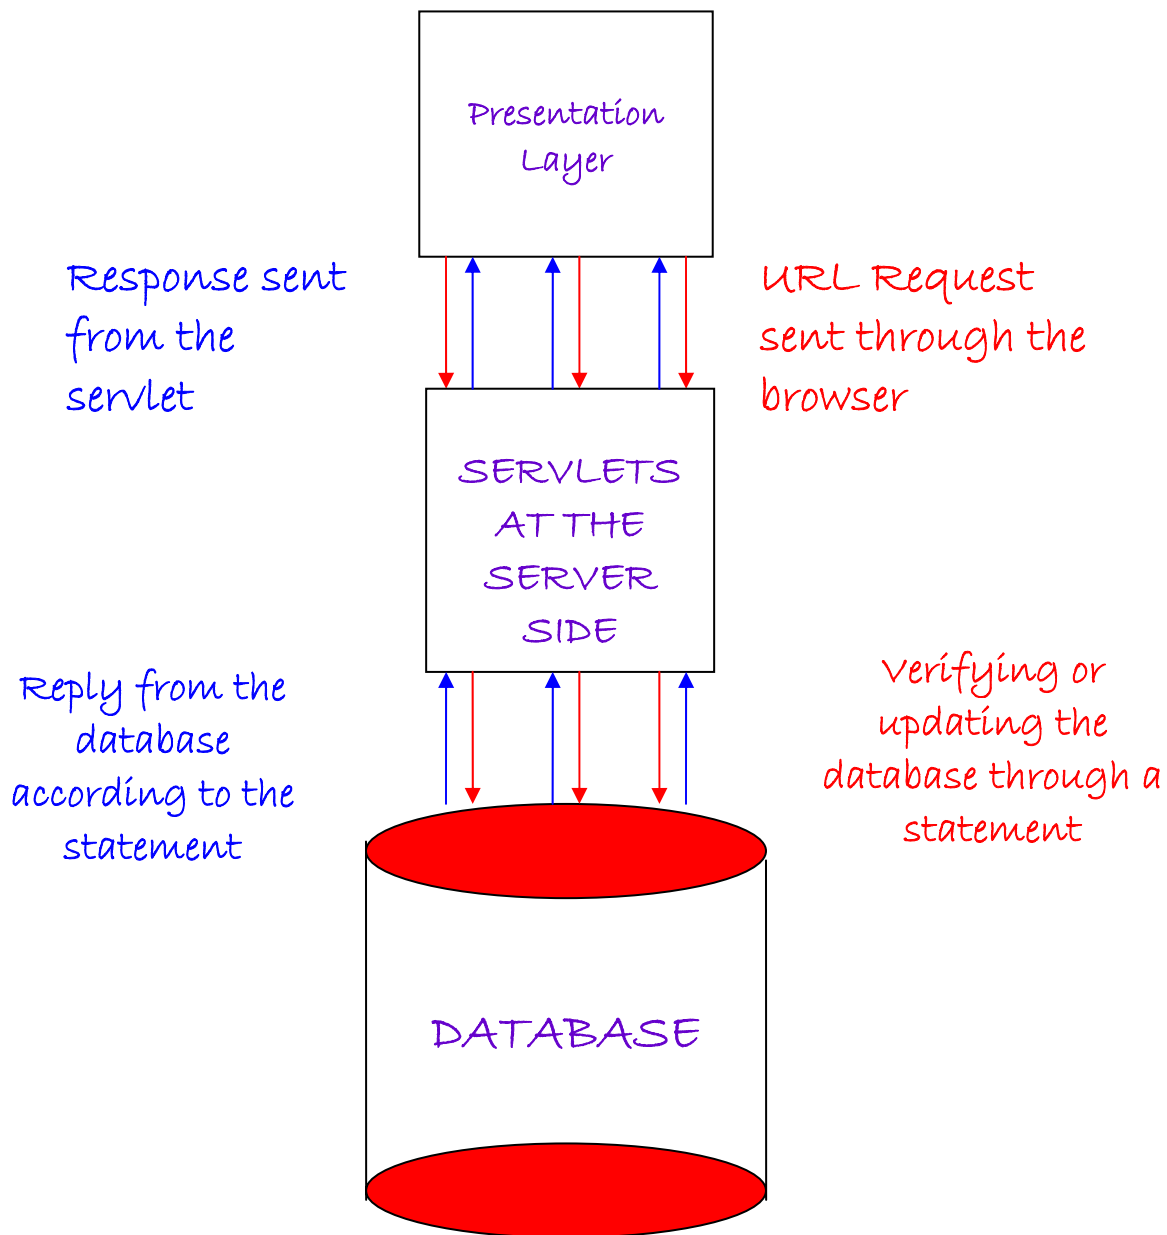 Presentation
Layer
Response sent
from the
servlet
URL Request
sent through the
browser
SERVLETS
AT THE
SERVER
SIDE
Reply from the
database
according to the
statement
Verifying or
updating the
database through a
statement
DATABASE